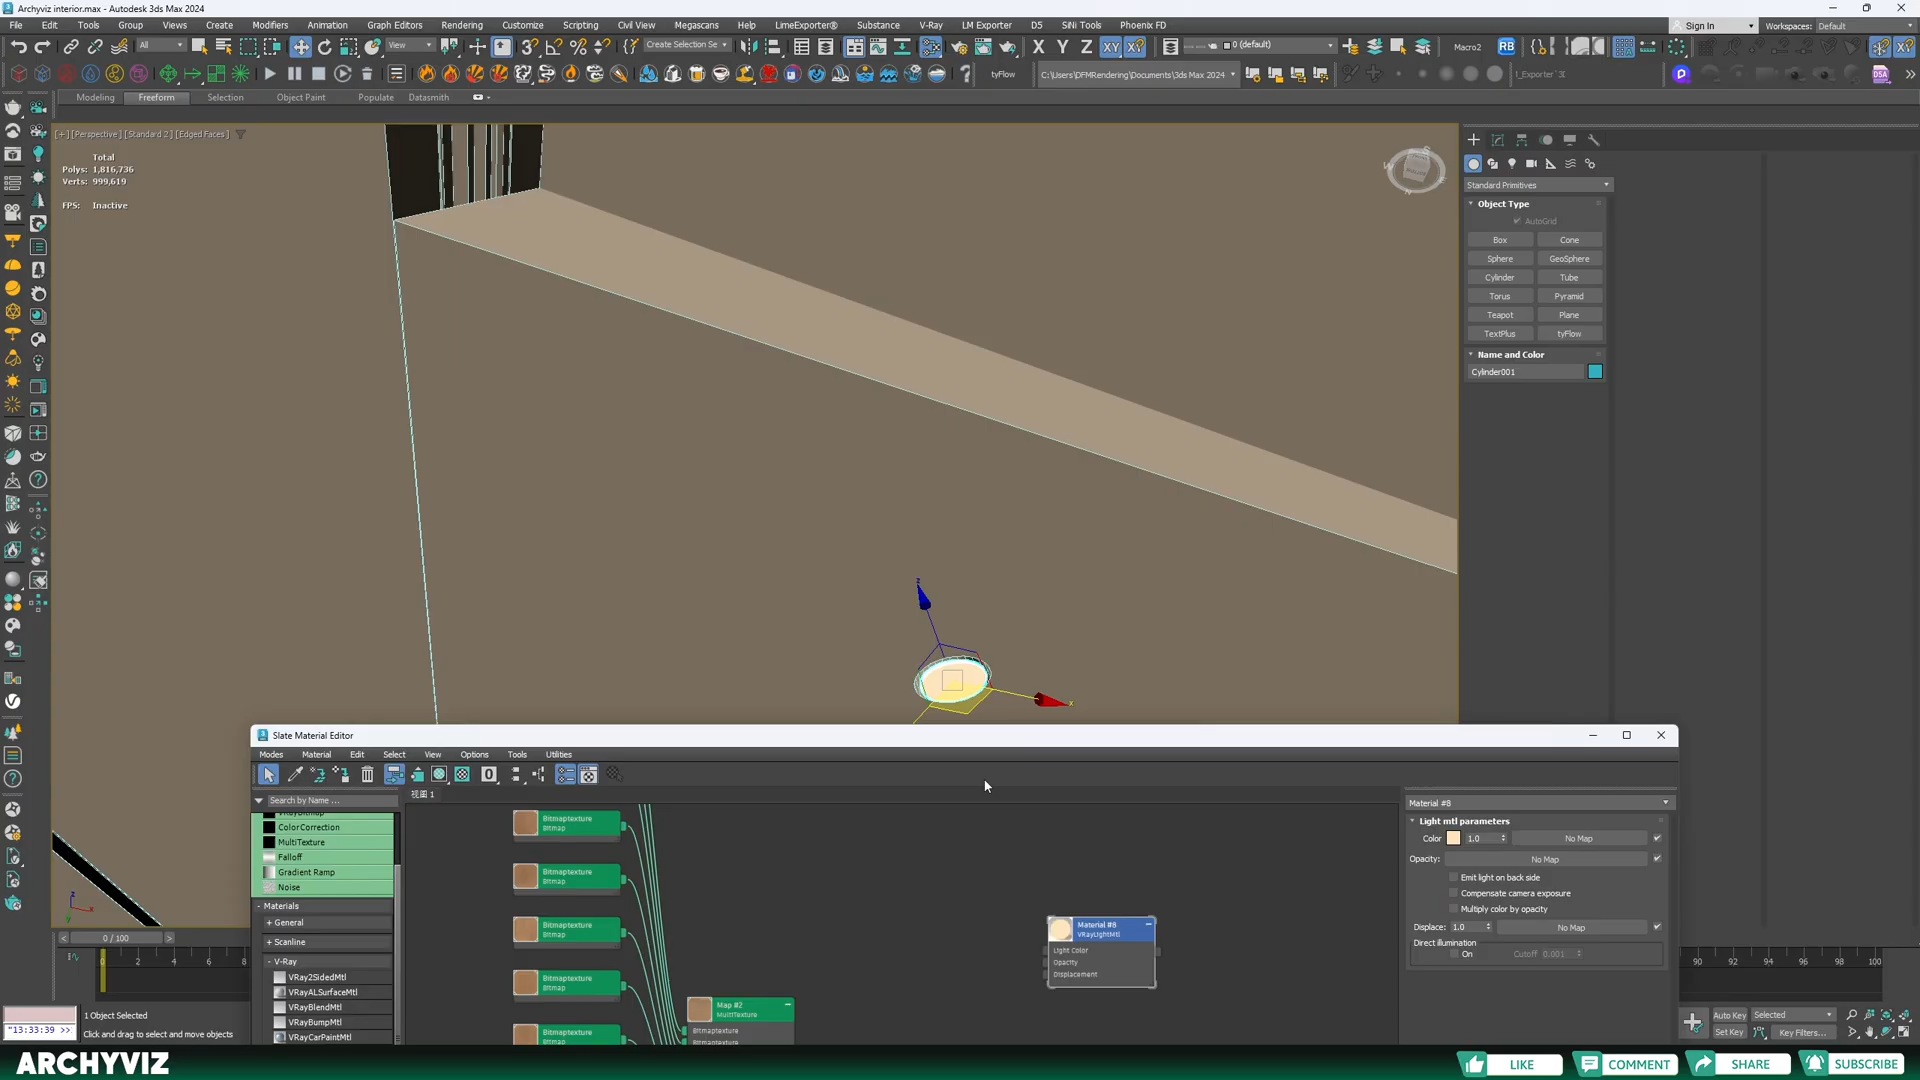 Archyviz interior.max - Autodesk 3ds Max 2024
File Edit Tools Group Views Create Modifiers Animation Graph Editors Rendering Customize Scripting Civil View Megascans Help LimeExporter® Substance V-Ray LM Exporter D5 SiNi Tools Phoenix FD
Sign In
Workspaces: Default
All
View
Create Selection Se
X Y Z XY
0 (default)
Macro2
RB
tyFlow
C:\Users\DFMRendering\Documents\3ds Max 2024
DSA
Modeling Freeform Selection Object Paint Populate Datasmith
[+] [Perspective] [Standard 2] [Edged Faces]
Total
Polys: 1,816,736
Verts: 999,619
FPS: Inactive
Standard Primitives
Object Type
AutoGrid
Box Cone
Sphere GeoSphere
Cylinder Tube
Torus Pyramid
Teapot Plane
TextPlus tyFlow
Name and Color
Cylinder001
z
x
Slate Material Editor
Modes Material Edit Select View Options Tools Utilities
Search by Name ...
视图 1
ColorCorrection
MultiTexture
Falloff
Gradient Ramp
Noise
- Materials
+ General
+ Scanline
- V-Ray
VRay2SidedMtl
VRayALSurfaceMtl
VRayBlendMtl
VRayBumpMtl
VRayCarPaintMtl
Bitmaptexture
Bitmap
Bitmaptexture
Bitmap
Bitmaptexture
Bitmap
Bitmaptexture
Bitmap
Bitmaptexture
Bitmap
Map #2
MultiTexture
Bitmaptexture
Bitmaptexture
Material #8
VRayLightMtl
Light Color
Opacity
Displacement
Material #8
Light mtl parameters
Color 1.0 No Map
Opacity: No Map
Emit light on back side
Compensate camera exposure
Multiply color by opacity
Displace: 1.0 No Map
Direct illumination
On Cutoff 0.001
0 / 100
0 2 4 6 8
90 92 94 96 98 100
"13:33:39 >>
1 Object Selected
Click and drag to select and move objects
Auto Key Selected
Set Key Key Filters...
ARCHYVIZ
LIKE COMMENT SHARE SUBSCRIBE